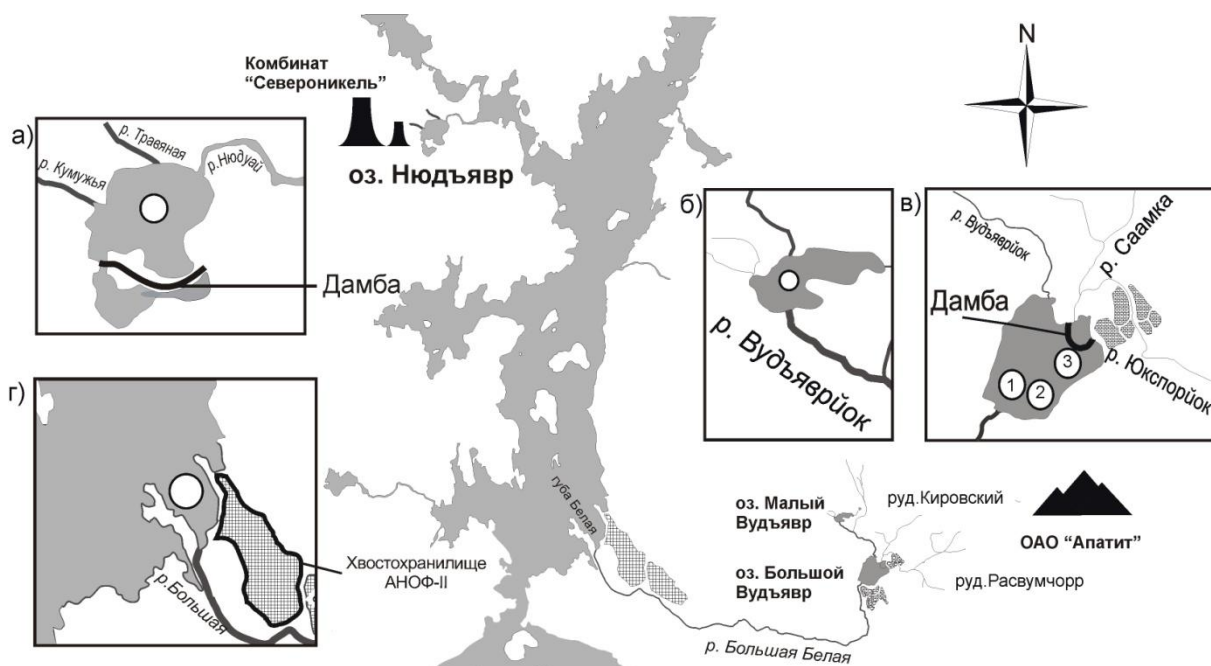 N
Комбинат
“Североникель”
оз. Нюдъявр
а)
р. Травяная
р.Нюдуай
р. Кумужья
Дамба
б)
р. Вудъяврйок
в)
р. Вудъяврйок
р. Саамка
Дамба
р. Юкспорйок
1
2
3
г)
р.Большая
Хвостохранилище
АНОФ-II
губа Белая
оз. Малый
Вудъявр
руд.Кировский
ОАО “Апатит”
оз. Большой
Вудъявр
руд.Расвумчорр
р. Большая Белая